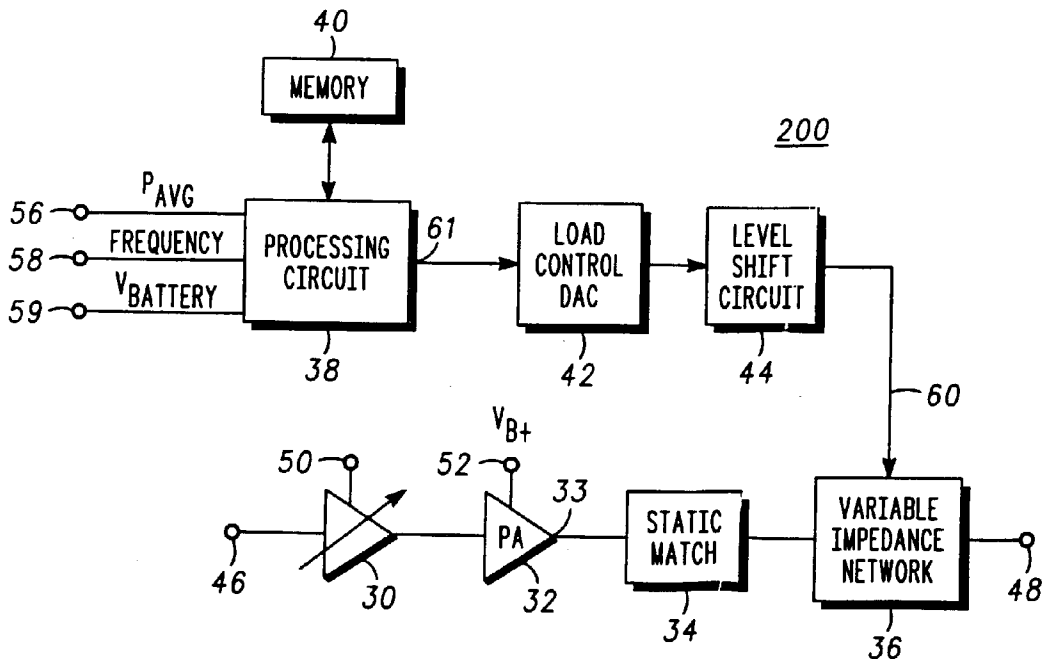 40
MEMORY
200
56
PAVG
58
FREQUENCY
59
VBATTERY
PROCESSING
CIRCUIT
38
61
LOAD
CONTROL
DAC
42
LEVEL
SHIFT
CIRCUIT
44
60
50
52
VB+
33
46
30
PA
32
STATIC
MATCH
34
VARIABLE
IMPEDANCE
NETWORK
36
48